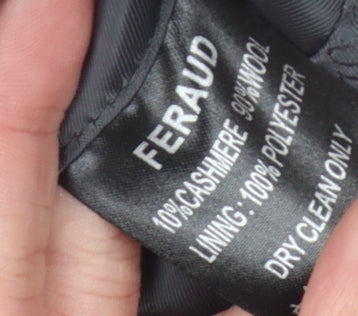 FERAUD
10%CASHMERE 90%WOOL
LINING: 100% POLYESTER
DRY CLEAN ONLY